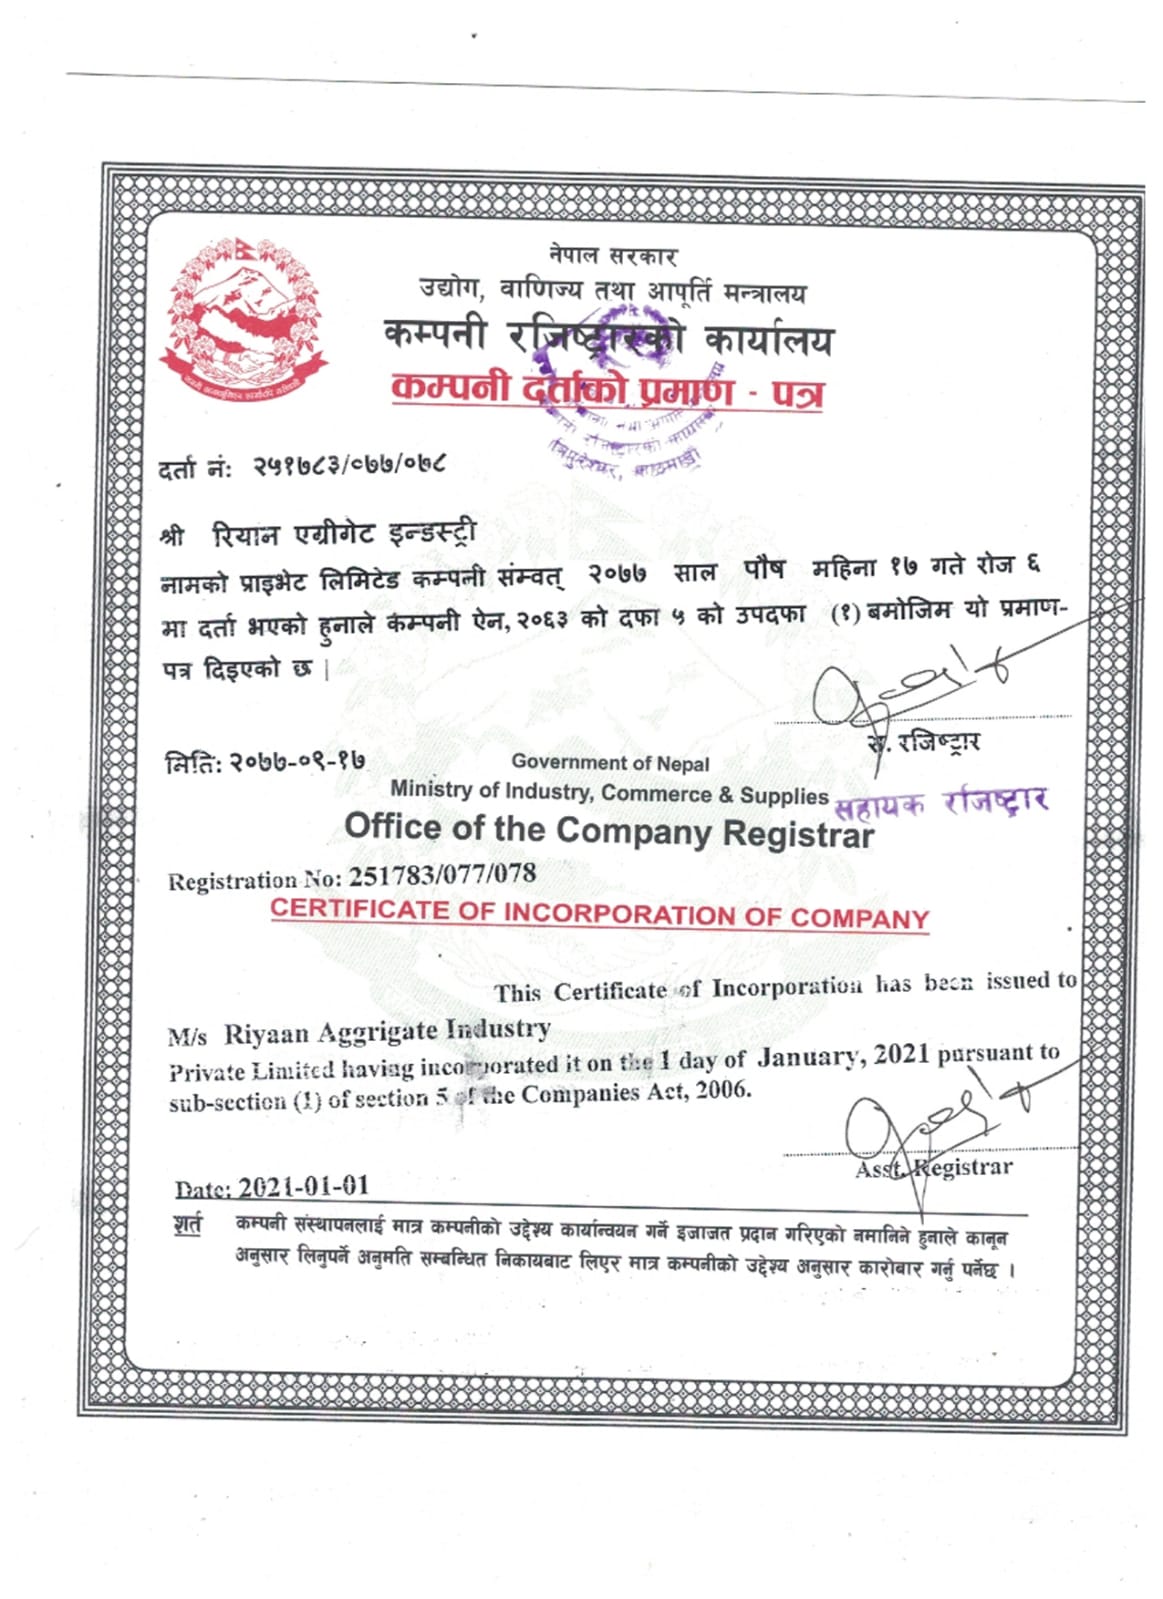 नेपाल सरकार
उद्योग, वाणिज्य तथा आपूर्ति मन्त्रालय
कम्पनी रजिष्ट्रारको कार्यालय
कम्पनी दर्ताको प्रमाण - पत्र
त्रिपुरेश्वर, काठमाडौं
दर्ता नं: २५१७८३/०७७/०७८
श्री रियान एग्रीगेट इन्डस्ट्री
नामको प्राइभेट लिमिटेड कम्पनी संम्वत् २०७७ साल पौष महिना १७ गते रोज ६
मा दर्ता भएको हुनाले कम्पनी ऐन, २०६३ को दफा ५ को उपदफा (१) बमोजिम यो प्रमाण-
पत्र दिइएको छ |
स. रजिष्ट्रार
मिति: २०७७-०९-१७
सहायक रजिष्ट्रार
Government of Nepal
Ministry of Industry, Commerce & Supplies
Office of the Company Registrar
Registration No: 251783/077/078
CERTIFICATE OF INCORPORATION OF COMPANY
This Certificate of Incorporation has been issued to
M/s Riyaan Aggrigate Industry
Private Limited having incorporated it on the 1 day of January, 2021 pursuant to
sub-section (1) of section 5 of the Companies Act, 2006.
Asst. Registrar
Date: 2021-01-01
शर्त कम्पनी संस्थापनलाई मात्र कम्पनीको उद्देश्य कार्यान्वयन गर्ने इजाजत प्रदान गरिएको नमानिने हुनाले कानून
अनुसार लिनुपर्ने अनुमति सम्बन्धित निकायबाट लिएर मात्र कम्पनीको उद्देश्य अनुसार कारोबार गर्नु पर्नेछ ।